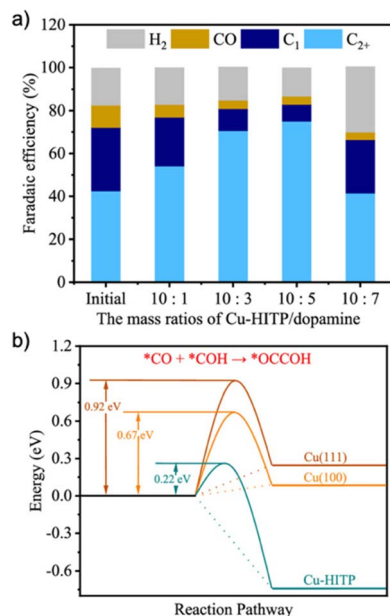 a)
H2 CO C1 C2+
Faradaic efficiency (%)
120
100
80
60
40
20
0
Initial 10 : 1 10 : 3 10 : 5 10 : 7
The mass ratios of Cu-HITP/dopamine
b)
*CO + *COH → *OCCOH
Energy (eV)
1.2
0.9
0.6
0.3
0.0
-0.3
-0.6
0.92 eV
0.67 eV
0.22 eV
Cu(111)
Cu(100)
Cu-HITP
Reaction Pathway